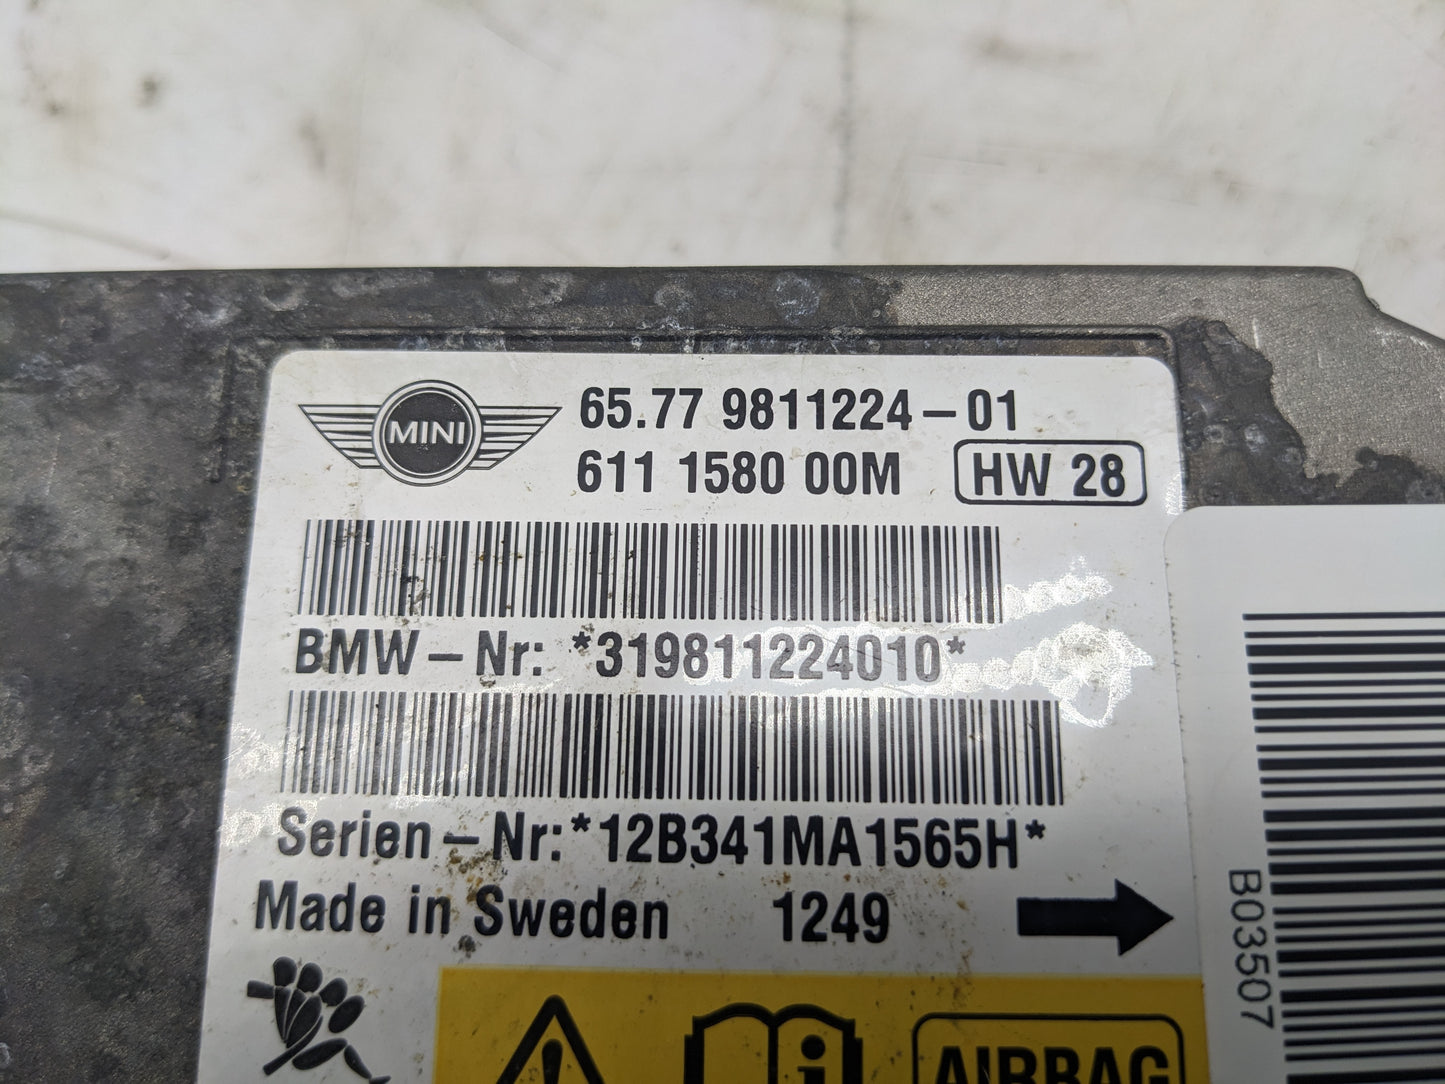 MINI
65.77 9811224-01
611 1580 00M HW 28
BMW-Nr: *319811224010*
Serien-Nr: *12B341MA1565H*
Made in Sweden 1249
AIRBAG
B03507